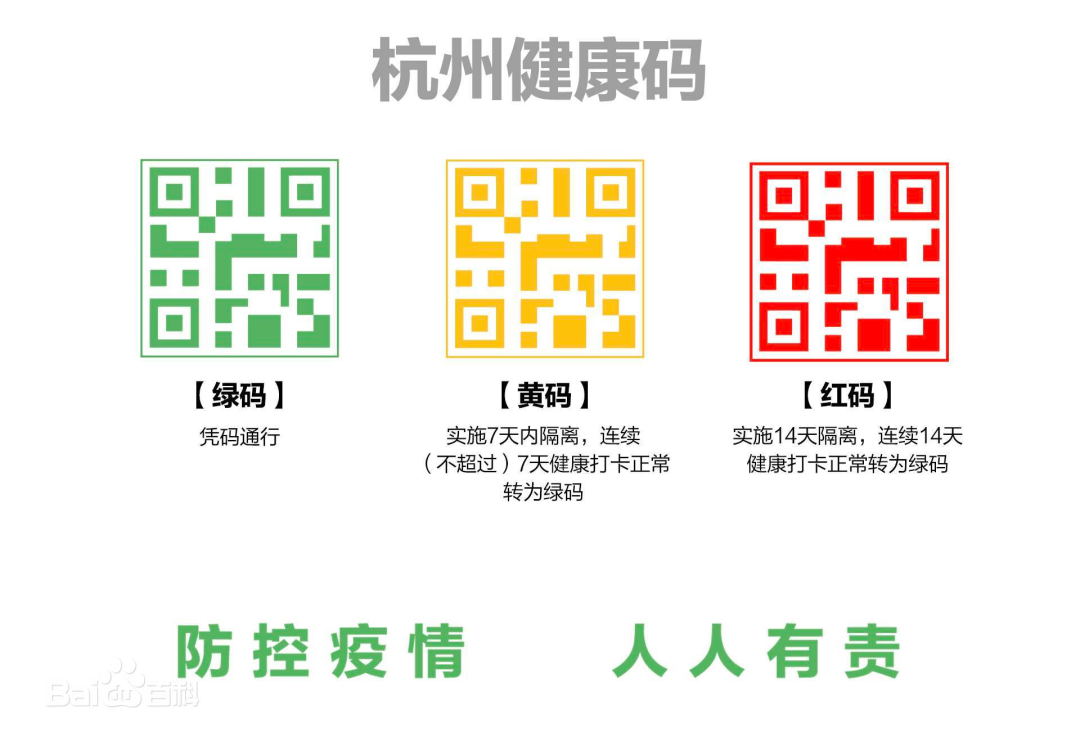 杭州健康码
【绿码】
【黄码】
【红码】
凭码通行
实施7天内隔离，连续
（不超过）7天健康打卡正常
转为绿码
实施14天隔离，连续14天
健康打卡正常转为绿码
防控疫情
人人有责
Bai百科